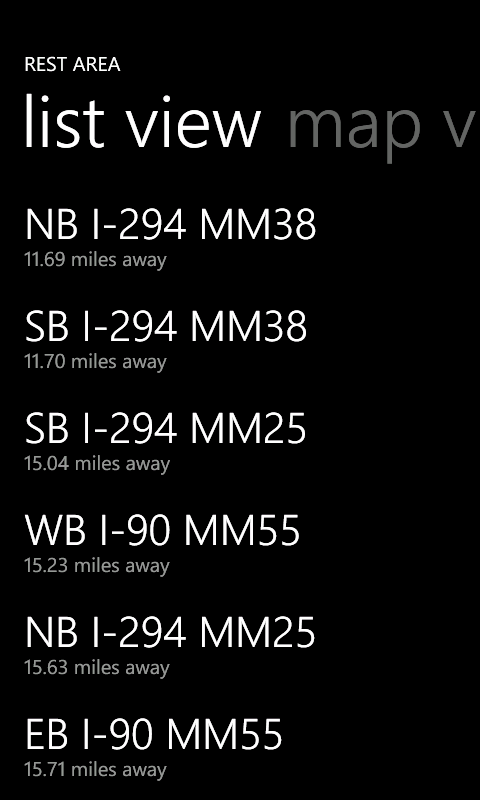 REST AREA
list view map v
NB I-294 MM38
11.69 miles away
SB I-294 MM38
11.70 miles away
SB I-294 MM25
15.04 miles away
WB I-90 MM55
15.23 miles away
NB I-294 MM25
15.63 miles away
EB I-90 MM55
15.71 miles away